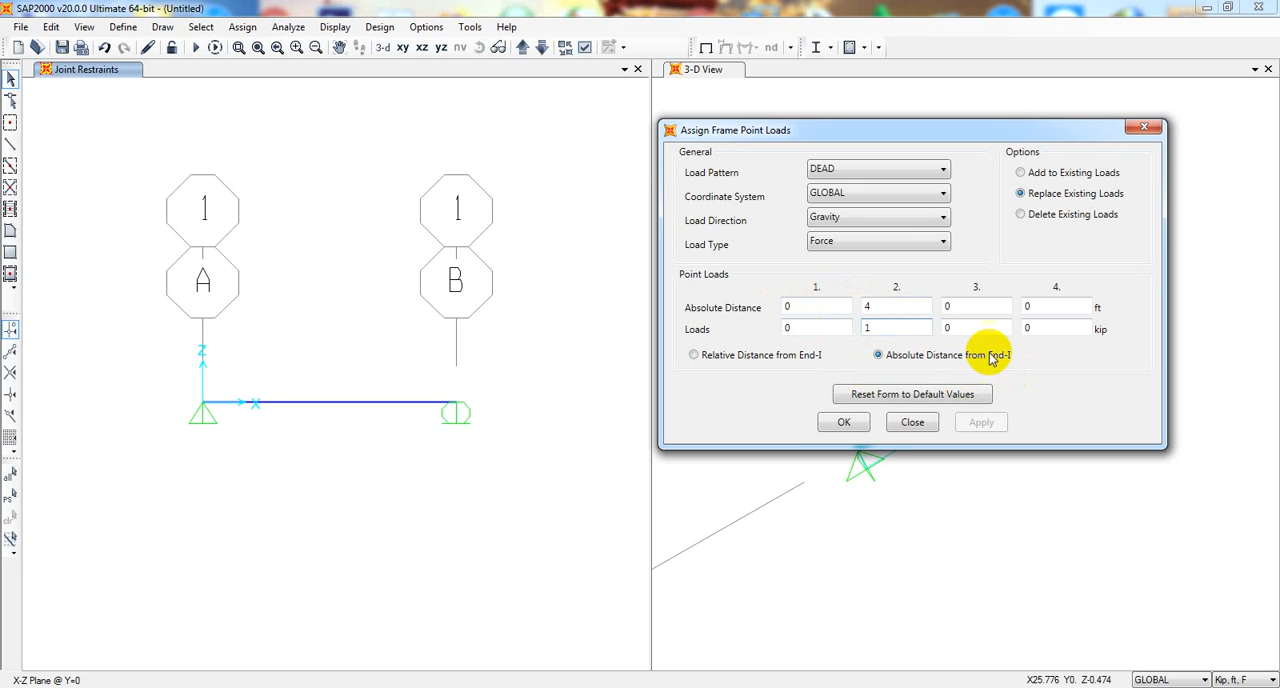 SAP2000 v20.0.0 Ultimate 64-bit - (Untitled)
File Edit View Define Draw Select Assign Analyze Display Design Options Tools Help
3-d xy xz yz nv nd
Joint Restraints
3-D View
1 1
A B
Z
X
Assign Frame Point Loads
General
Load Pattern DEAD
Coordinate System GLOBAL
Load Direction Gravity
Load Type Force
Options
Add to Existing Loads
Replace Existing Loads
Delete Existing Loads
Point Loads
1. 2. 3. 4.
Absolute Distance 0 4 0 0 ft
Loads 0 1 0 0 kip
Relative Distance from End-I Absolute Distance from End-I
Reset Form to Default Values
OK Close Apply
all
PS
clr
X-Z Plane @ Y=0 X25.776 Y0. Z-0.474 GLOBAL Kip, ft, F